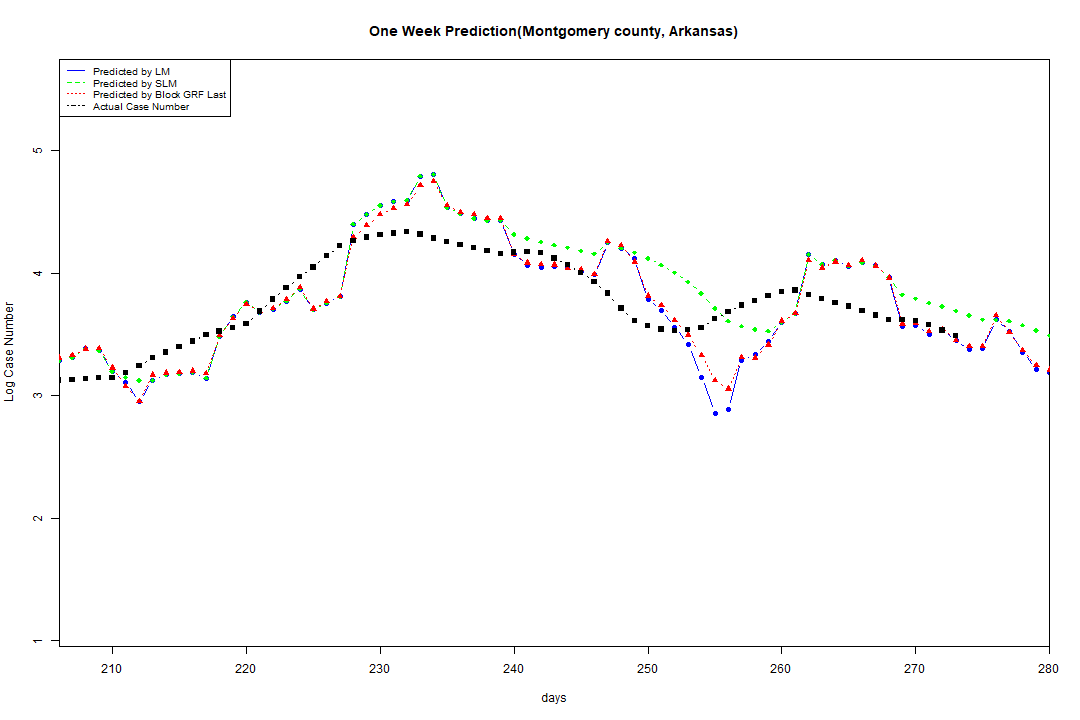 One Week Prediction(Montgomery county, Arkansas)
Predicted by LM
Predicted by SLM
Predicted by Block GRF Last
Actual Case Number
5
4
3
2
1
Log Case Number
210 220 230 240 250 260 270 280
days